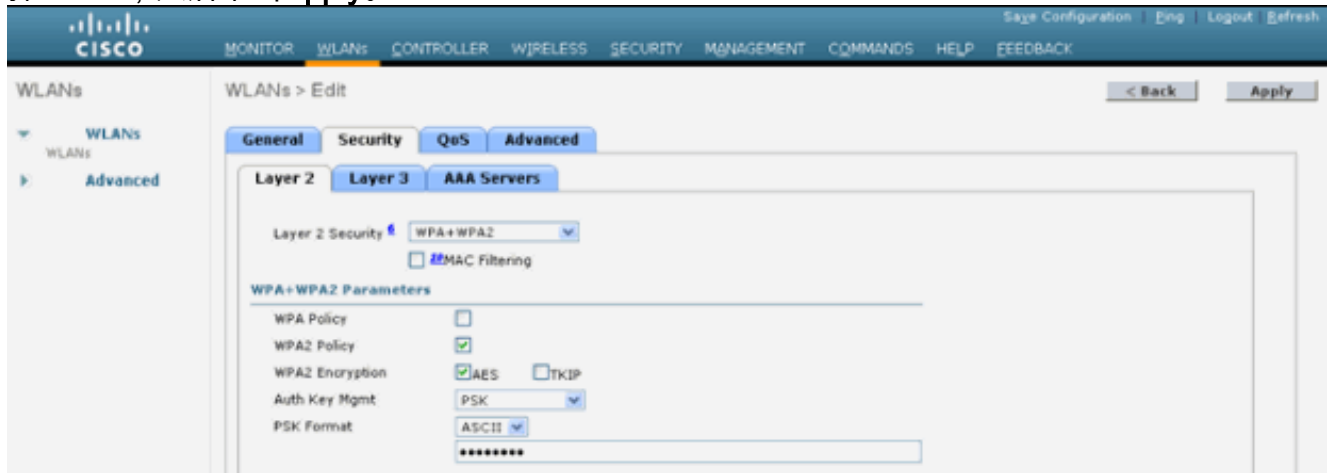 Apply
Save Configuration | Ping | Logout | Refresh
CISCO
MONITOR WLANs CONTROLLER WIRELESS SECURITY MANAGEMENT COMMANDS HELP FEEDBACK
WLANs
WLANs > Edit
< Back
Apply
WLANs
WLANs
Advanced
General Security QoS Advanced
Layer 2 Layer 3 AAA Servers
Layer 2 Security 6 WPA+WPA2
MAC Filtering
WPA+WPA2 Parameters
WPA Policy
WPA2 Policy
WPA2 Encryption AES TKIP
Auth Key Mgmt PSK
PSK Format ASCII
••••••••